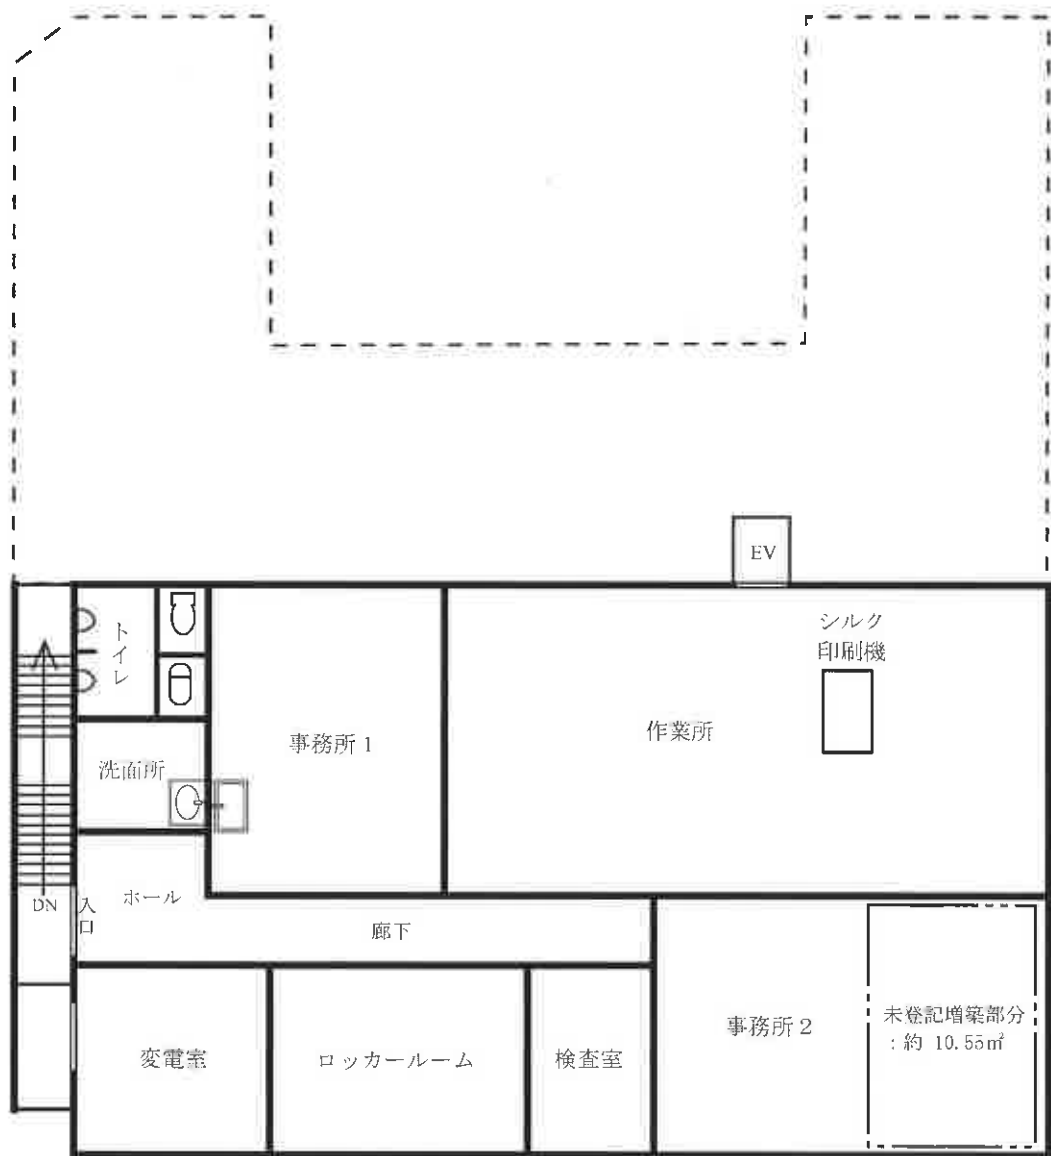 EV
シルク
印刷機
トイレ
作業所
事務所1
洗面所
ホール
DN
入口
廊下
未登記増築部分
:約 10.55㎡
事務所2
変電室
ロッカールーム
検査室